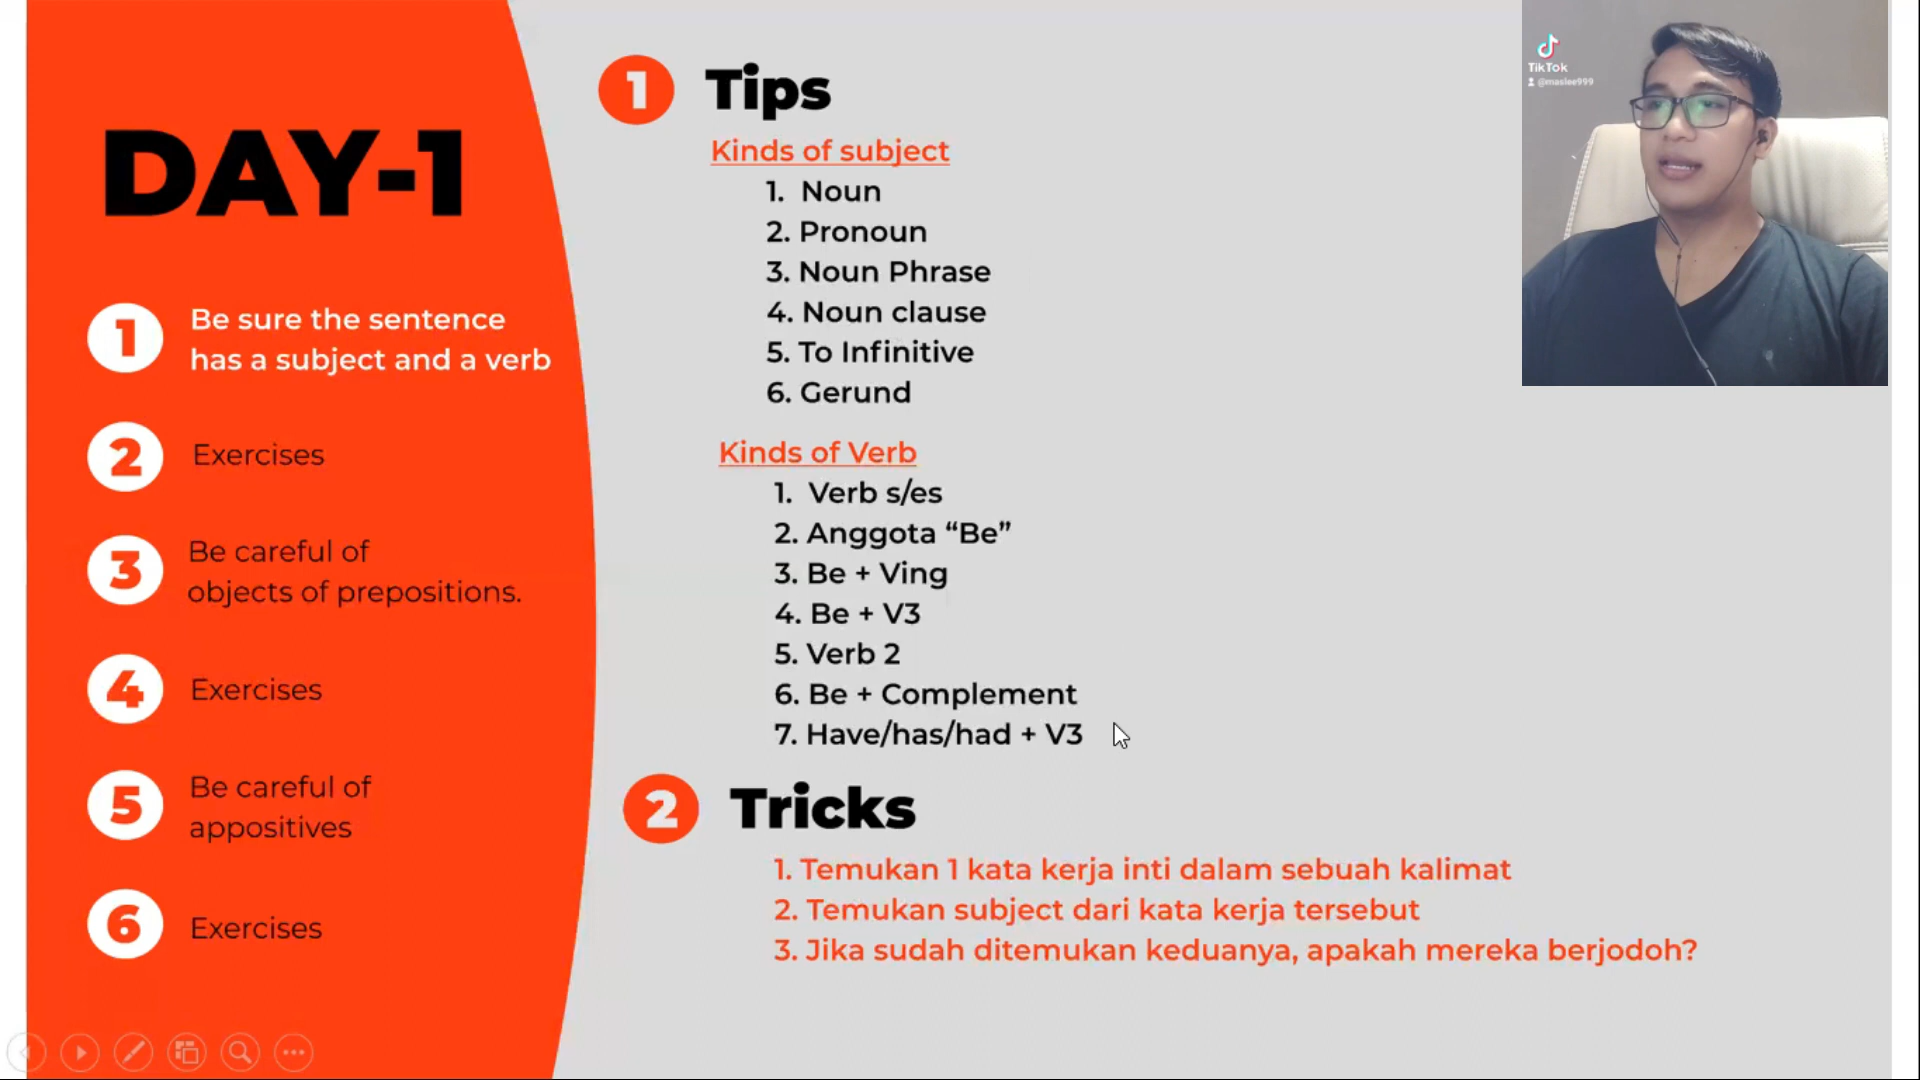 DAY-1
1
Be sure the sentence
has a subject and a verb
2
Exercises
3
Be careful of
objects of prepositions.
4
Exercises
5
Be careful of
appositives
6
Exercises
1
Tips
Kinds of subject
1. Noun
2. Pronoun
3. Noun Phrase
4. Noun clause
5. To Infinitive
6. Gerund
Kinds of Verb
1. Verb s/es
2. Anggota “Be”
3. Be + Ving
4. Be + V3
5. Verb 2
6. Be + Complement
7. Have/has/had + V3
2
Tricks
1. Temukan 1 kata kerja inti dalam sebuah kalimat
2. Temukan subject dari kata kerja tersebut
3. Jika sudah ditemukan keduanya, apakah mereka berjodoh?
TikTok
@maslee999